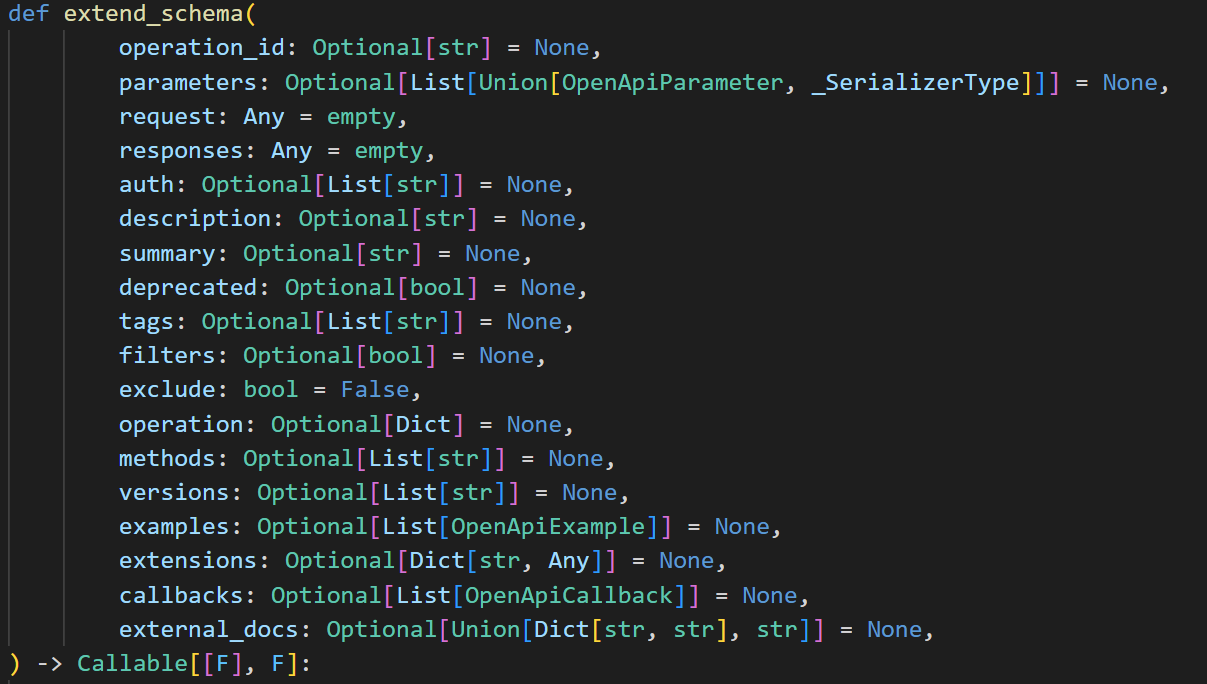 def extend_schema(
operation_id: Optional[str] = None,
parameters: Optional[List[Union[OpenApiParameter, _SerializerType]]] = None,
request: Any = empty,
responses: Any = empty,
auth: Optional[List[str]] = None,
description: Optional[str] = None,
summary: Optional[str] = None,
deprecated: Optional[bool] = None,
tags: Optional[List[str]] = None,
filters: Optional[bool] = None,
exclude: bool = False,
operation: Optional[Dict] = None,
methods: Optional[List[str]] = None,
versions: Optional[List[str]] = None,
examples: Optional[List[OpenApiExample]] = None,
extensions: Optional[Dict[str, Any]] = None,
callbacks: Optional[List[OpenApiCallback]] = None,
external_docs: Optional[Union[Dict[str, str], str]] = None,
) -> Callable[[F], F]: